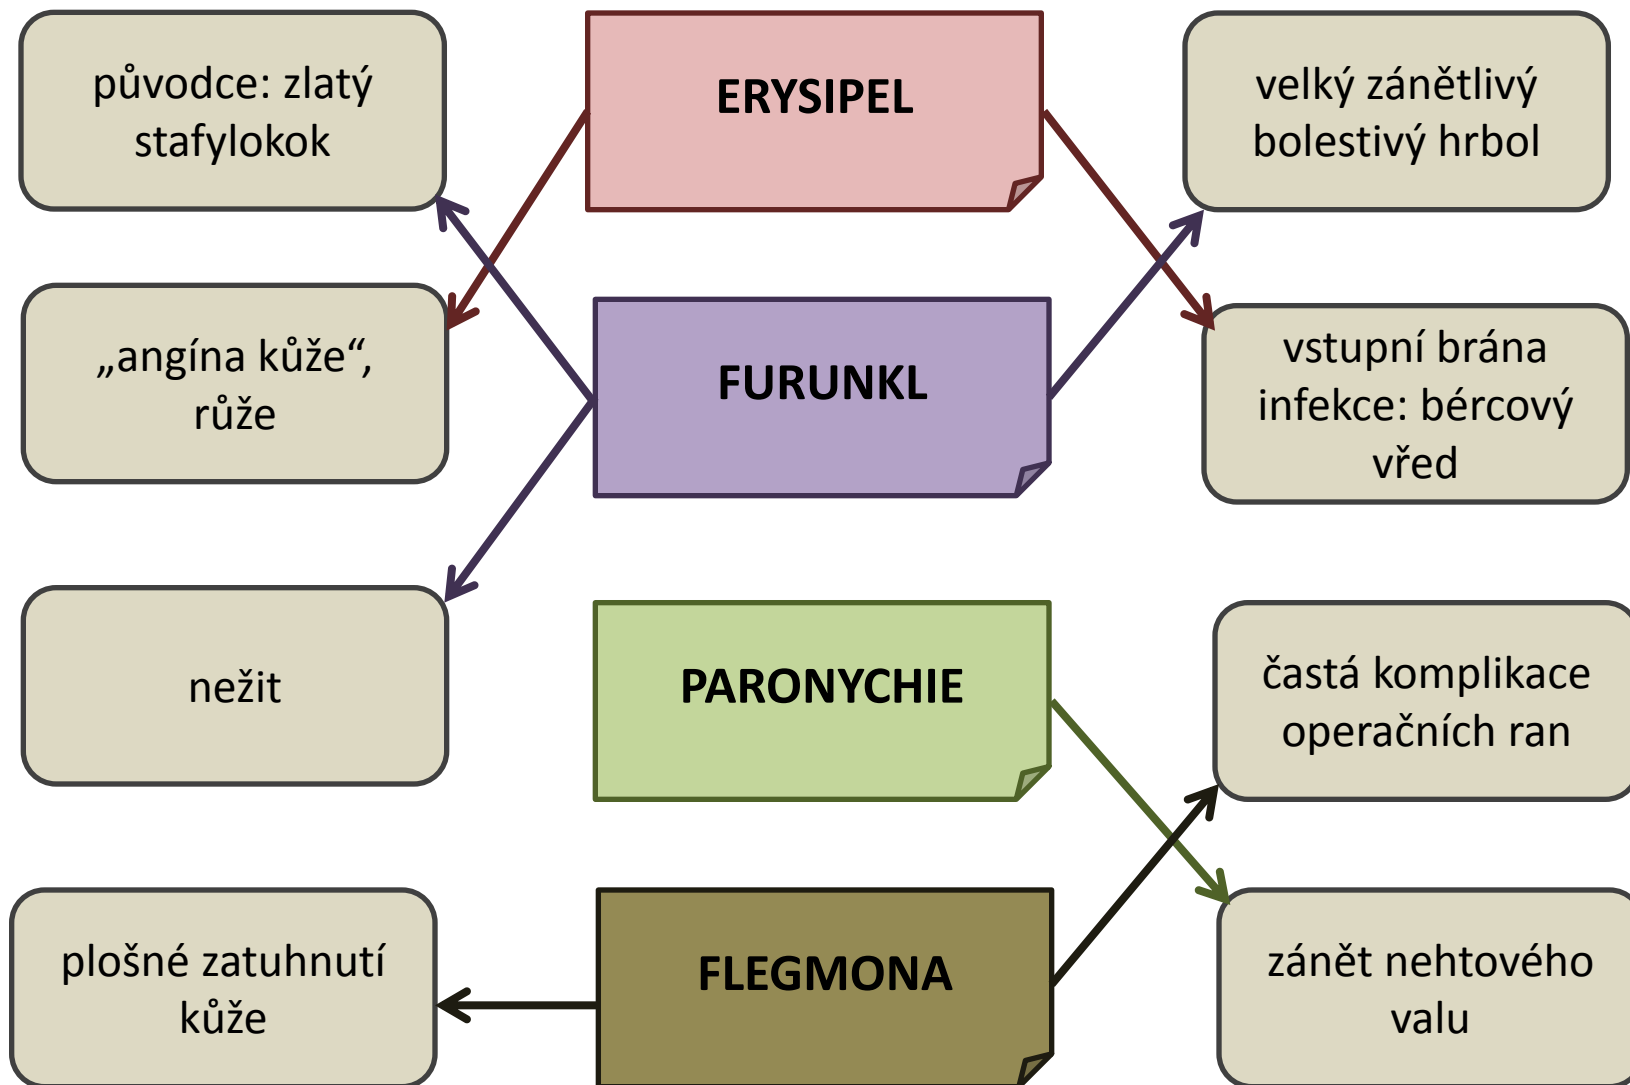 původce: zlatý
stafylokok
ERYSIPEL
velký zánětlivý
bolestivý hrbol
„angína kůže“,
růže
FURUNKL
vstupní brána
infekce: bércový
vřed
nežit
PARONYCHIE
častá komplikace
operačních ran
plošné zatuhnutí
kůže
FLEGMONA
zánět nehtového
valu